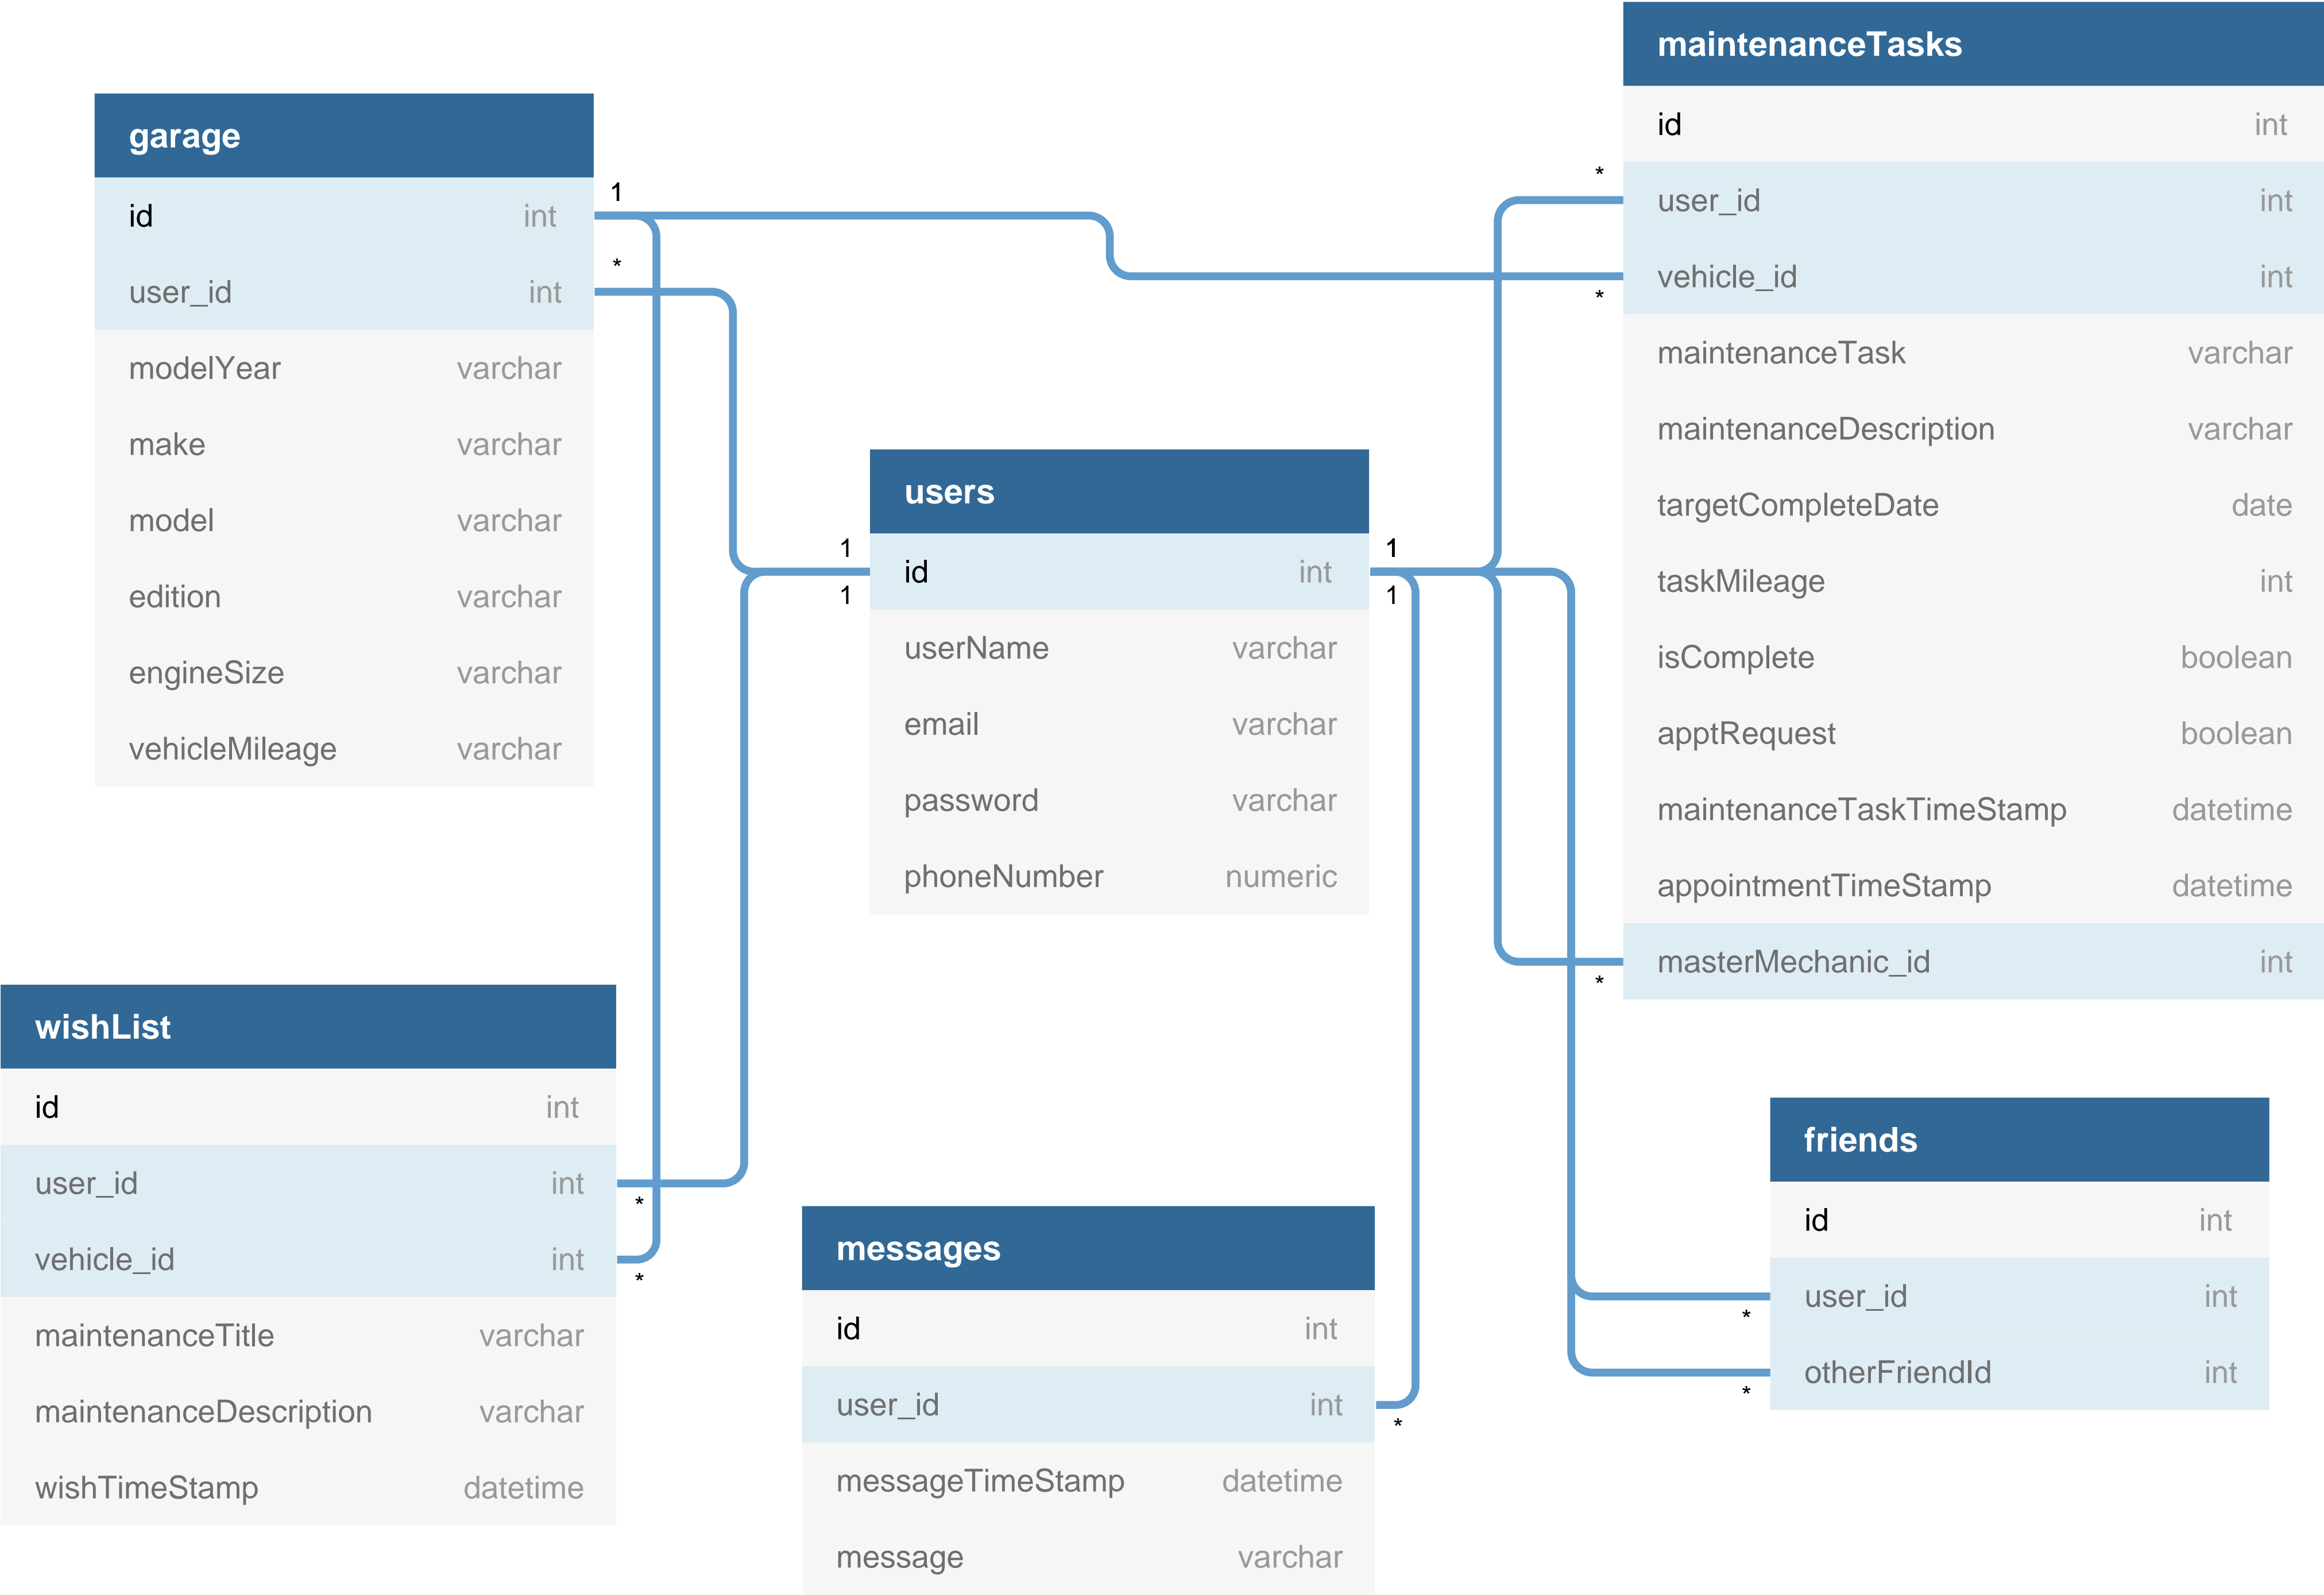 garage
id int
user_id int
modelYear varchar
make varchar
model varchar
edition varchar
engineSize varchar
vehicleMileage varchar
1
*
maintenanceTasks
id int
user_id int
vehicle_id int
maintenanceTask varchar
maintenanceDescription varchar
targetCompleteDate date
taskMileage int
isComplete boolean
apptRequest boolean
maintenanceTaskTimeStamp datetime
appointmentTimeStamp datetime
masterMechanic_id int
*
*
*
users
id int
userName varchar
email varchar
password varchar
phoneNumber numeric
1
1
1
1
wishList
id int
user_id int
vehicle_id int
maintenanceTitle varchar
maintenanceDescription varchar
wishTimeStamp datetime
*
*
messages
id int
user_id int
messageTimeStamp datetime
message varchar
*
friends
id int
user_id int
otherFriendId int
*
*